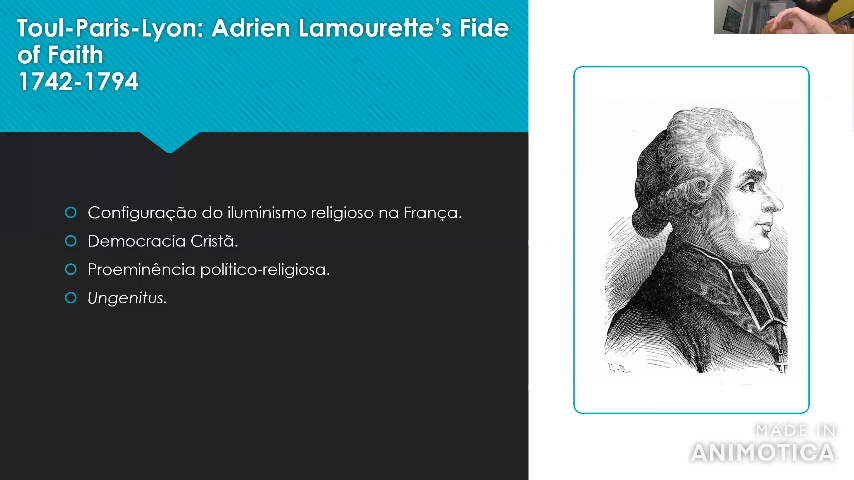 Toul-Paris-Lyon: Adrien Lamourette's Fide
of Faith
1742-1794
Configuração do iluminismo religioso na França.
Democracia Cristã.
Proeminência político-religiosa.
Ungenitus.
MADE IN
ANIMOTICA